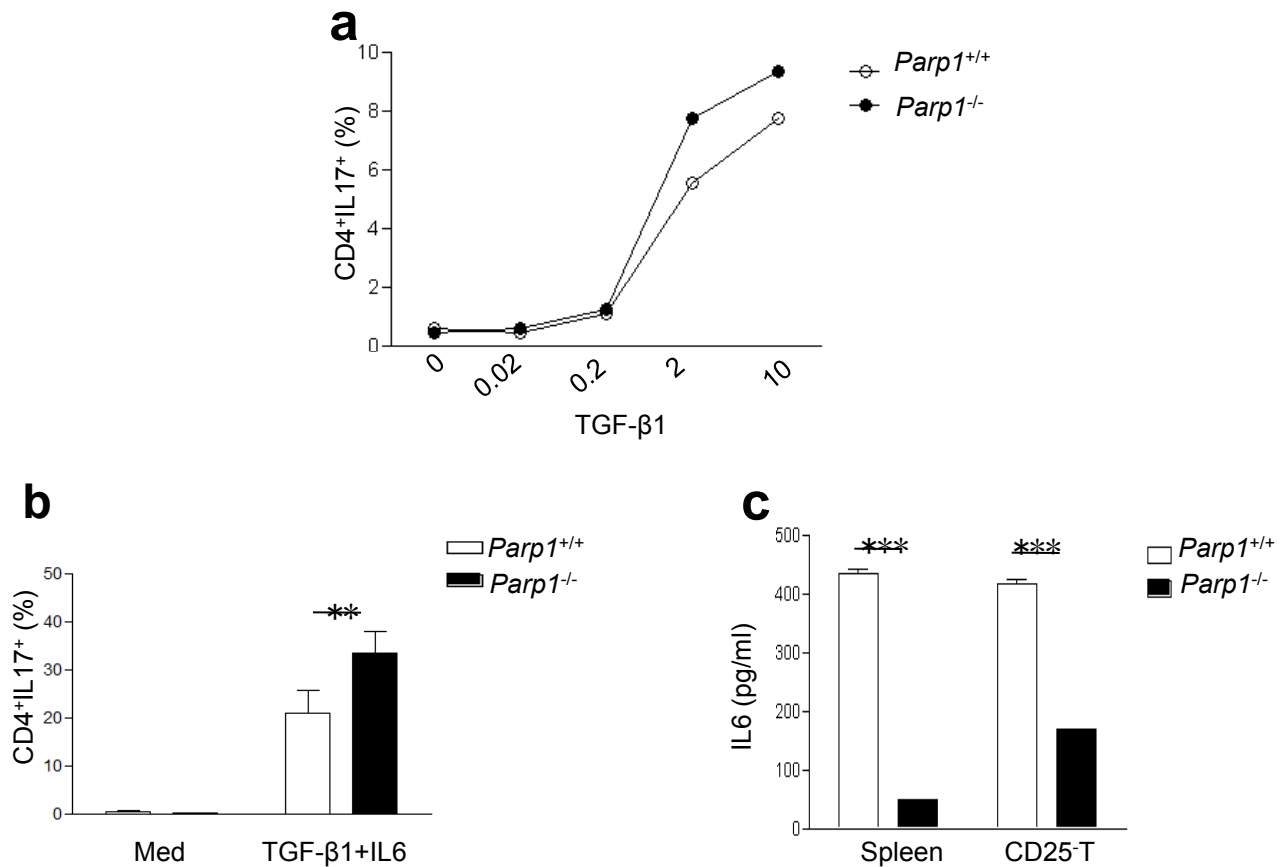 a
Parp1+/+
Parp1-/-
CD4+IL17+ (%)
10
8
6
4
2
0
0
0.02
0.2
2
10
TGF-β1
b
Parp1+/+
Parp1-/-
CD4+IL17+ (%)
50
40
30
20
10
0
**
Med
TGF-β1+IL6
c
Parp1+/+
Parp1-/-
IL6 (pg/ml)
500
400
300
200
100
0
***
***
Spleen
CD25-T